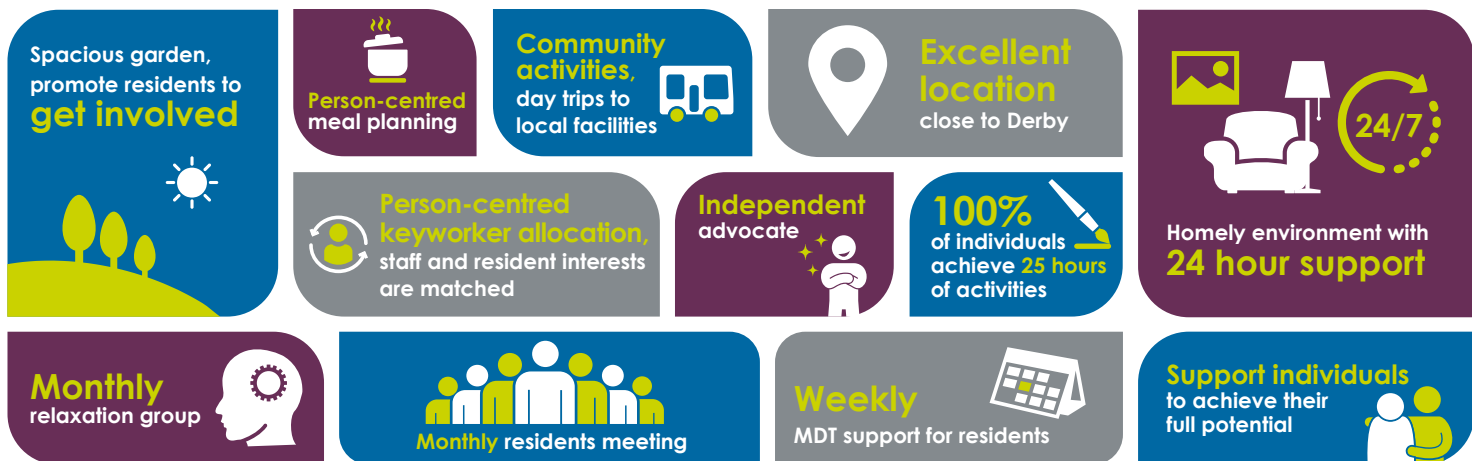 Spacious garden,
promote residents to
get involved
Person-centred
meal planning
Community
activities,
day trips to
local facilities
Excellent
location
close to Derby
24/7
Homely environment with
24 hour support
Person-centred
keyworker allocation,
staff and resident interests
are matched
Independent
advocate
100%
of individuals
achieve 25 hours
of activities
Monthly
relaxation group
Monthly residents meeting
Weekly
MDT support for residents
Support individuals
to achieve their
full potential